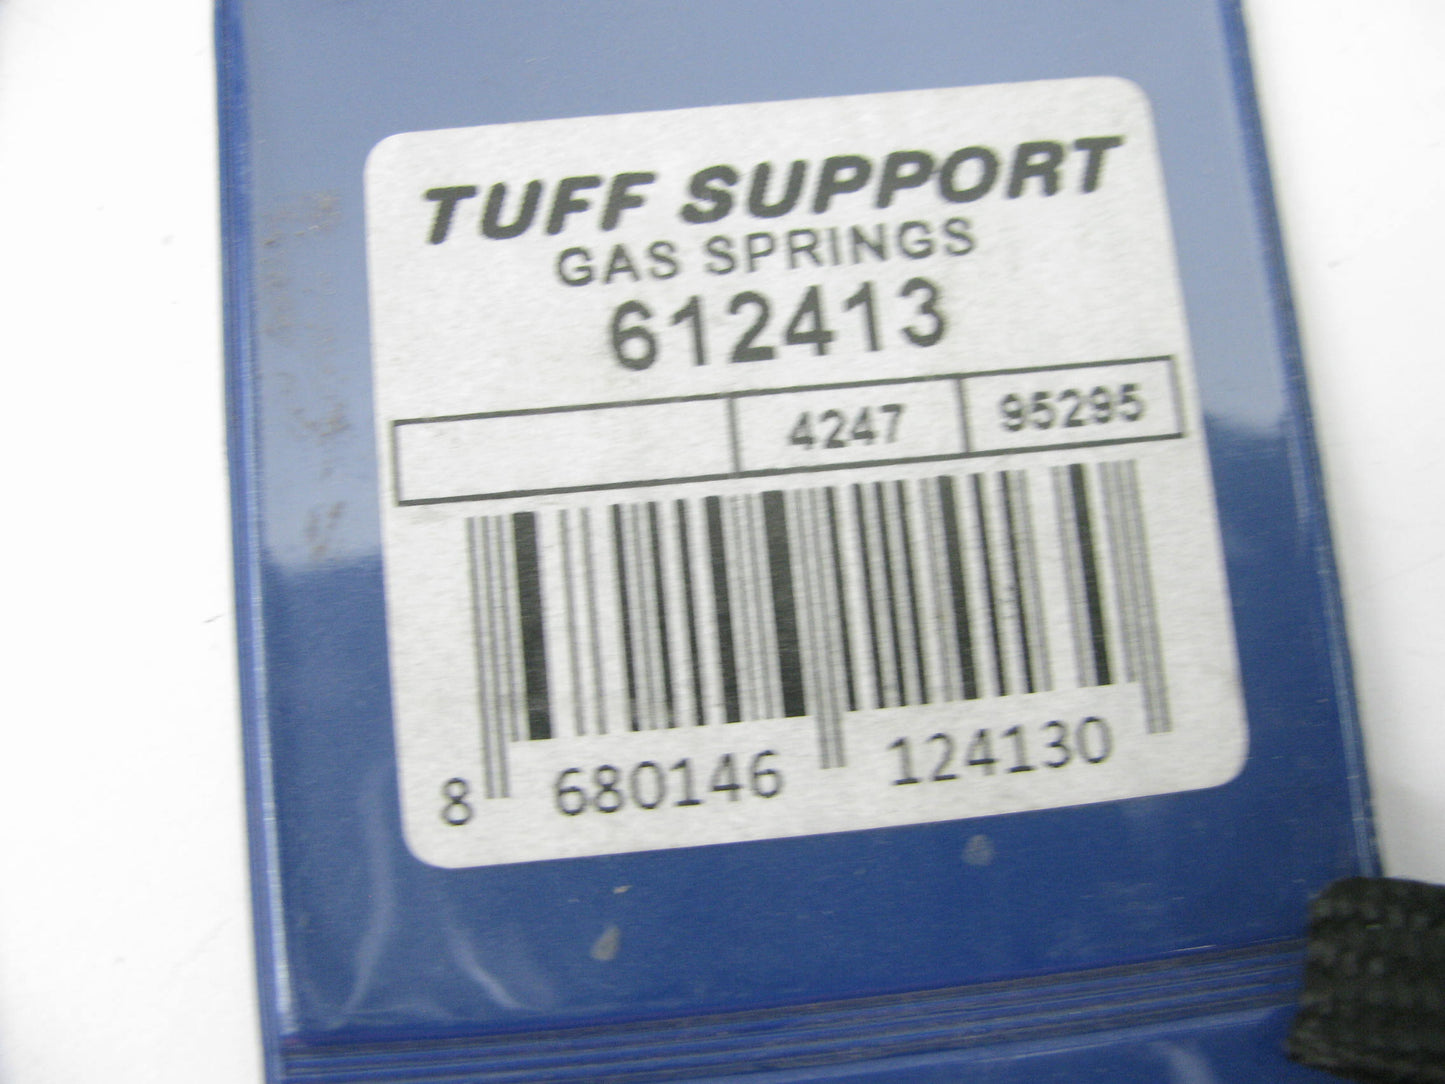 TUFF SUPPORT
GAS SPRINGS
612413
4247 95295
8 680146 124130